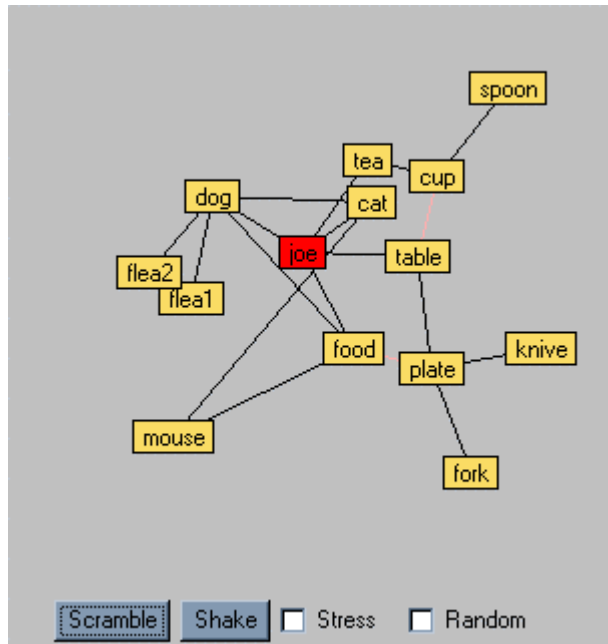 spoon
tea
cup
dog
cat
joe
table
flea2
flea1
food
knive
plate
mouse
fork
Scramble Shake Stress Random